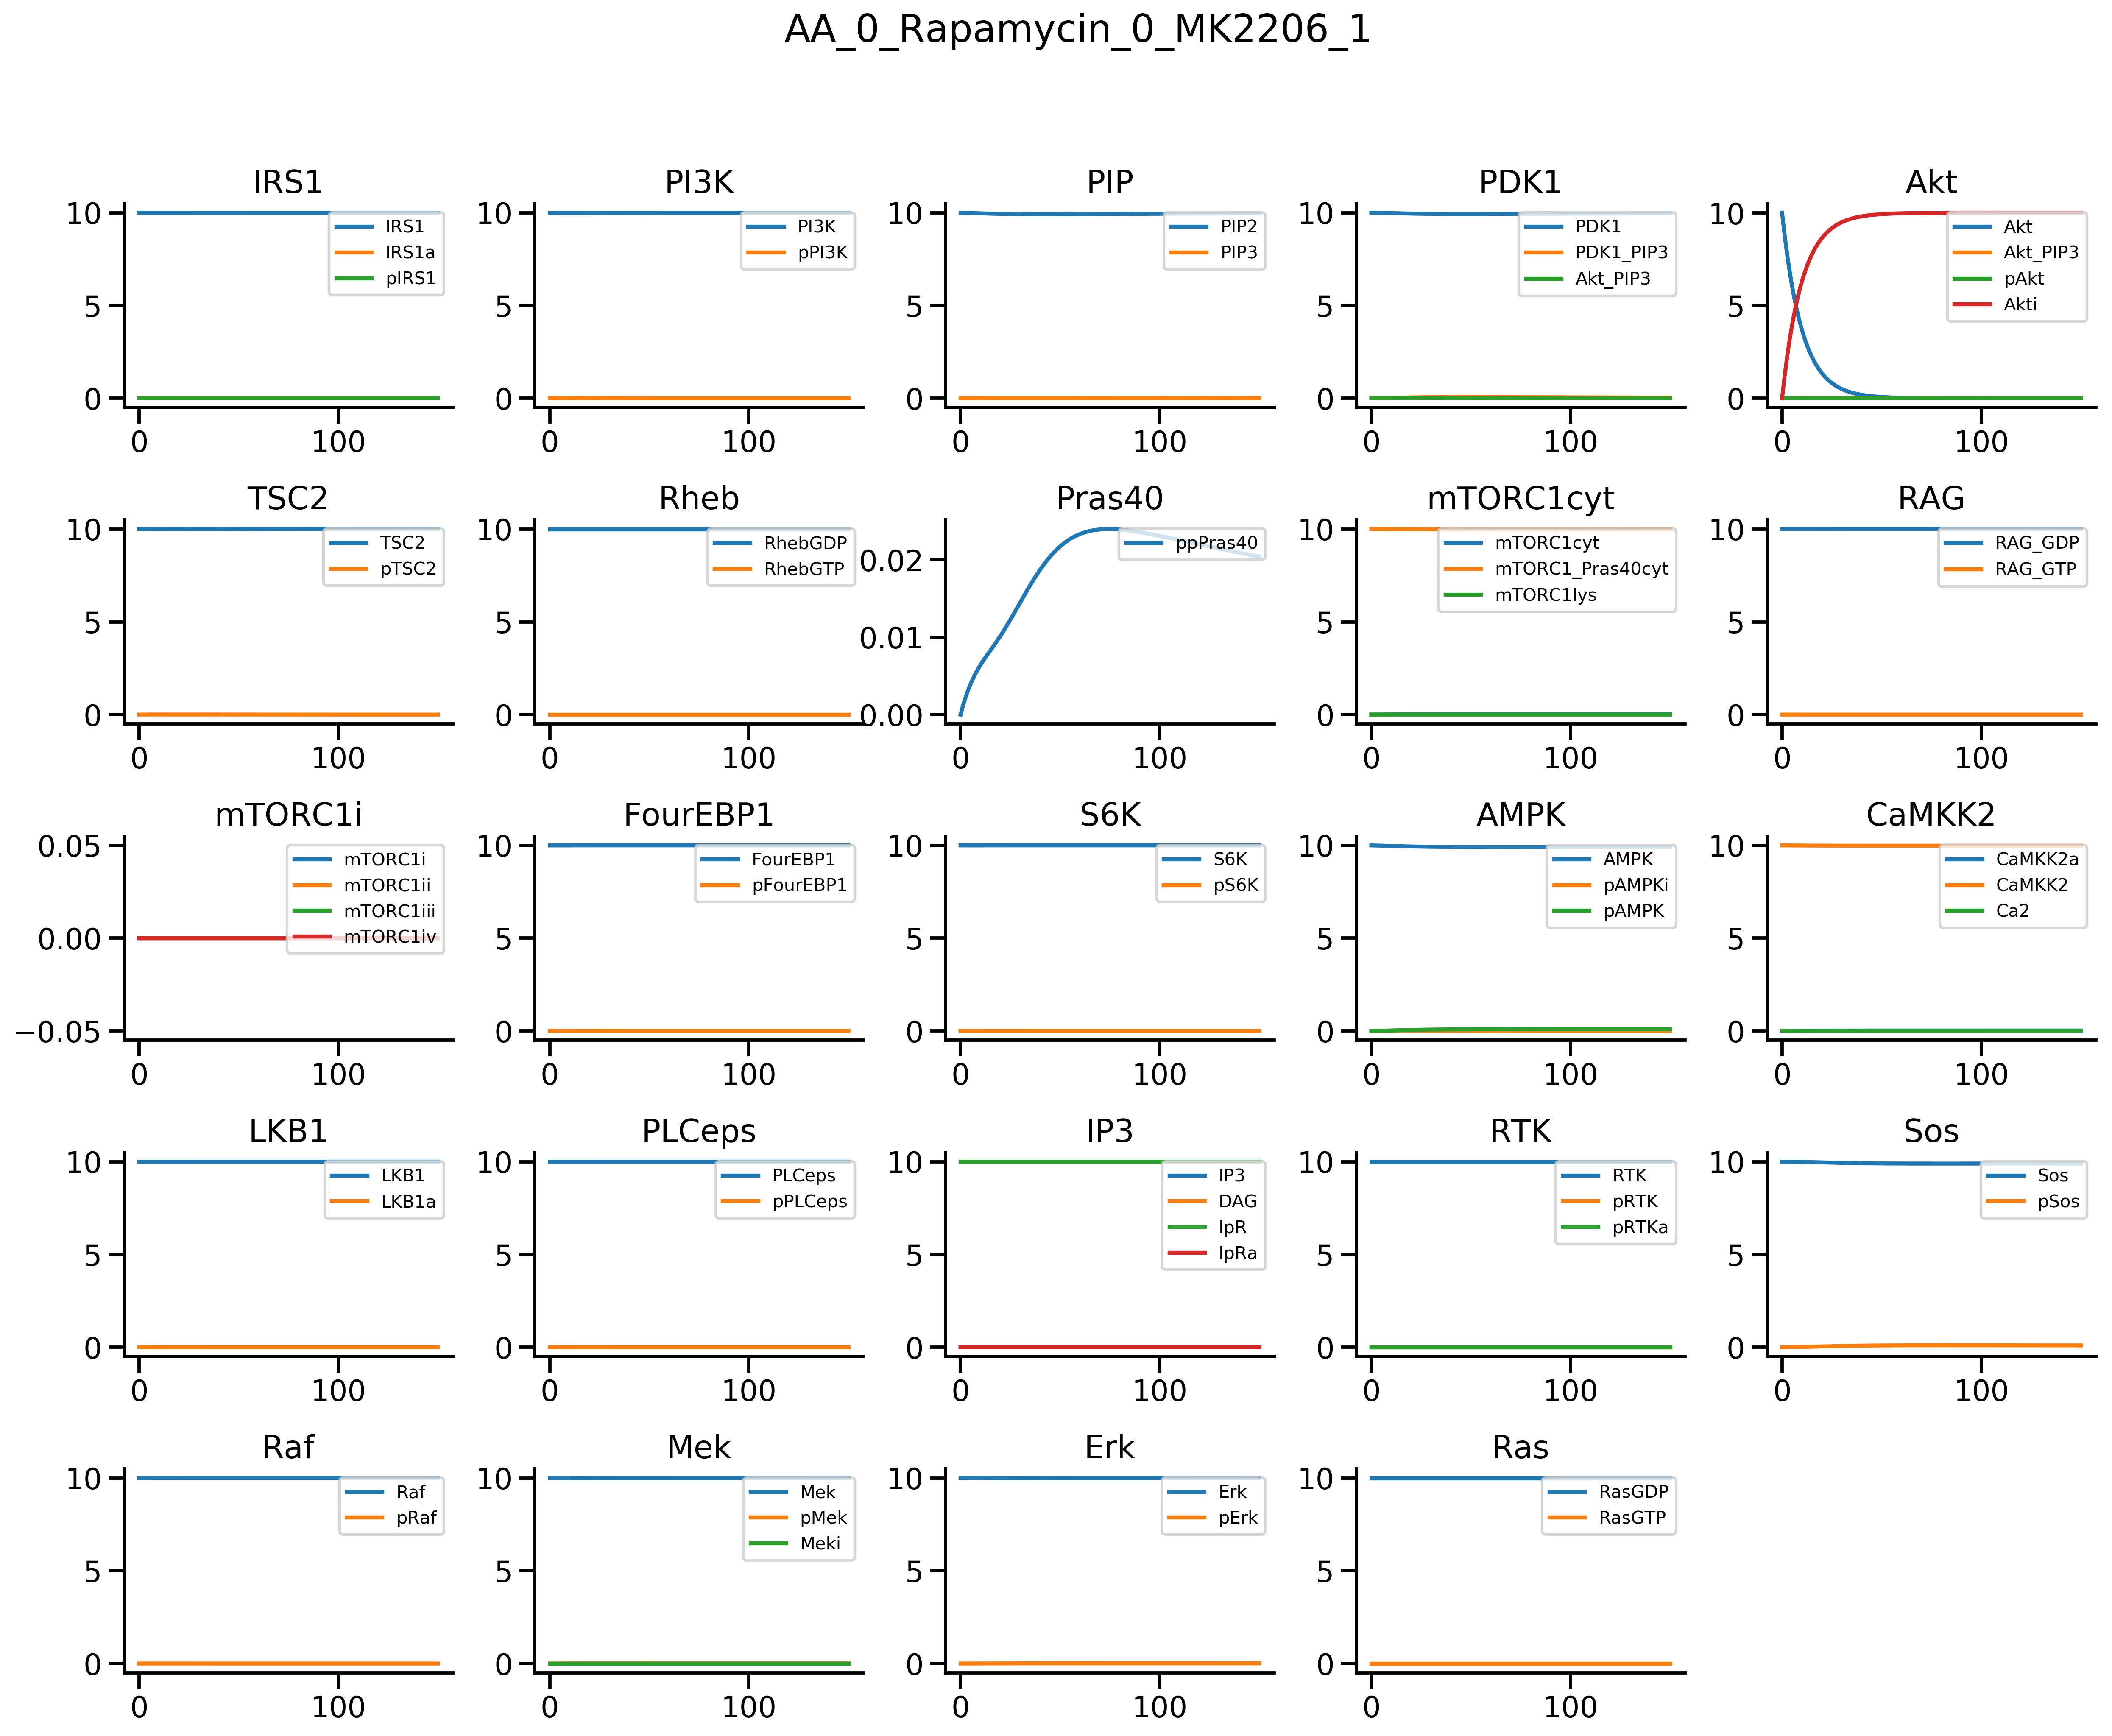 AA_0_Rapamycin_0_MK2206_1
IRS1
10
5
0
0
100
IRS1
IRS1a
pIRS1
PI3K
10
5
0
0
100
PI3K
pPI3K
PIP
10
5
0
0
100
PIP2
PIP3
PDK1
10
5
0
0
100
PDK1
PDK1_PIP3
Akt_PIP3
Akt
10
5
0
0
100
Akt
Akt_PIP3
pAkt
Akti
TSC2
10
5
0
0
100
TSC2
pTSC2
Rheb
10
5
0
0
100
RhebGDP
RhebGTP
Pras40
0.02
0.01
0.00
0
100
ppPras40
mTORC1cyt
10
5
0
0
100
mTORC1cyt
mTORC1_Pras40cyt
mTORC1lys
RAG
10
5
0
0
100
RAG_GDP
RAG_GTP
mTORC1i
0.05
0.00
−0.05
0
100
mTORC1i
mTORC1ii
mTORC1iii
mTORC1iv
FourEBP1
10
5
0
0
100
FourEBP1
pFourEBP1
S6K
10
5
0
0
100
S6K
pS6K
AMPK
10
5
0
0
100
AMPK
pAMPKi
pAMPK
CaMKK2
10
5
0
0
100
CaMKK2a
CaMKK2
Ca2
LKB1
10
5
0
0
100
LKB1
LKB1a
PLCeps
10
5
0
0
100
PLCeps
pPLCeps
IP3
10
5
0
0
100
IP3
DAG
IpR
IpRa
RTK
10
5
0
0
100
RTK
pRTK
pRTKa
Sos
10
5
0
0
100
Sos
pSos
Raf
10
5
0
0
100
Raf
pRaf
Mek
10
5
0
0
100
Mek
pMek
Meki
Erk
10
5
0
0
100
Erk
pErk
Ras
10
5
0
0
100
RasGDP
RasGTP